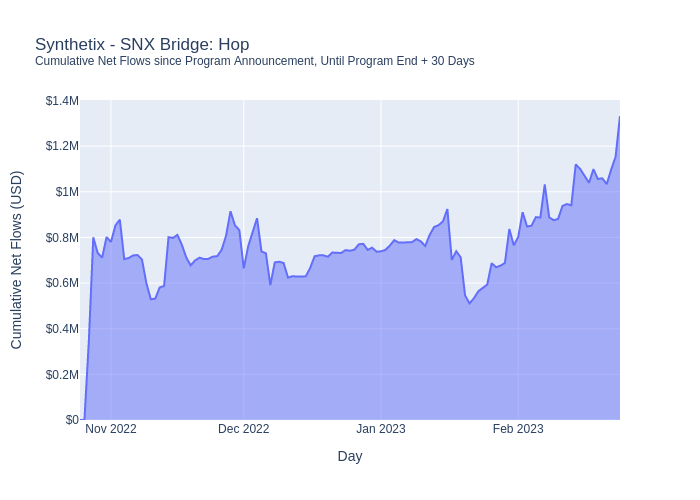 Synthetix - SNX Bridge: Hop
Cumulative Net Flows since Program Announcement, Until Program End + 30 Days
Cumulative Net Flows (USD)
$1.4M
$1.2M
$1M
$0.8M
$0.6M
$0.4M
$0.2M
$0
Nov 2022 Dec 2022 Jan 2023 Feb 2023
Day